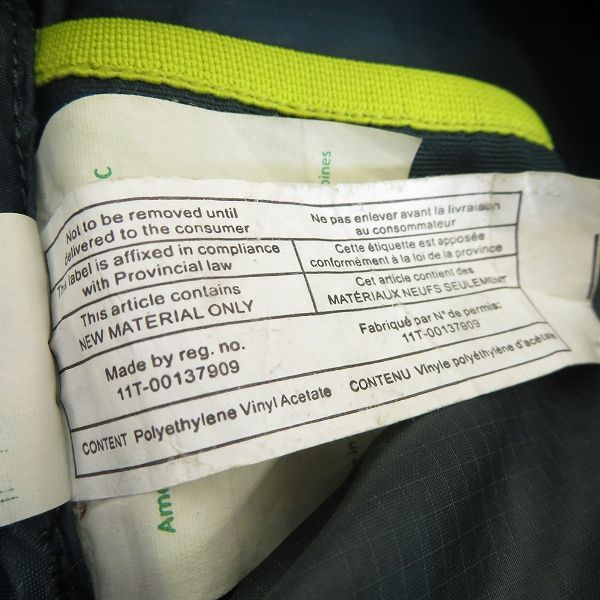 C
pines
Not to be removed until
delivered to the consumer
Ne pas enlever avant la livraison
au consommateur
This label is affixed in compliance
with Provincial law
Cette étiquette est apposée
conformément à la loi de la province
This article contains
NEW MATERIAL ONLY
Cet article contient des
MATÉRIAUX NEUFS SEULEMENT
Made by reg. no.
11T-00137909
Fabriqué par N° de permis:
11T-00137909
CONTENT Polyethylene Vinyl Acetate CONTENU Vinyle polyéthylène d'acétate
Ame
in